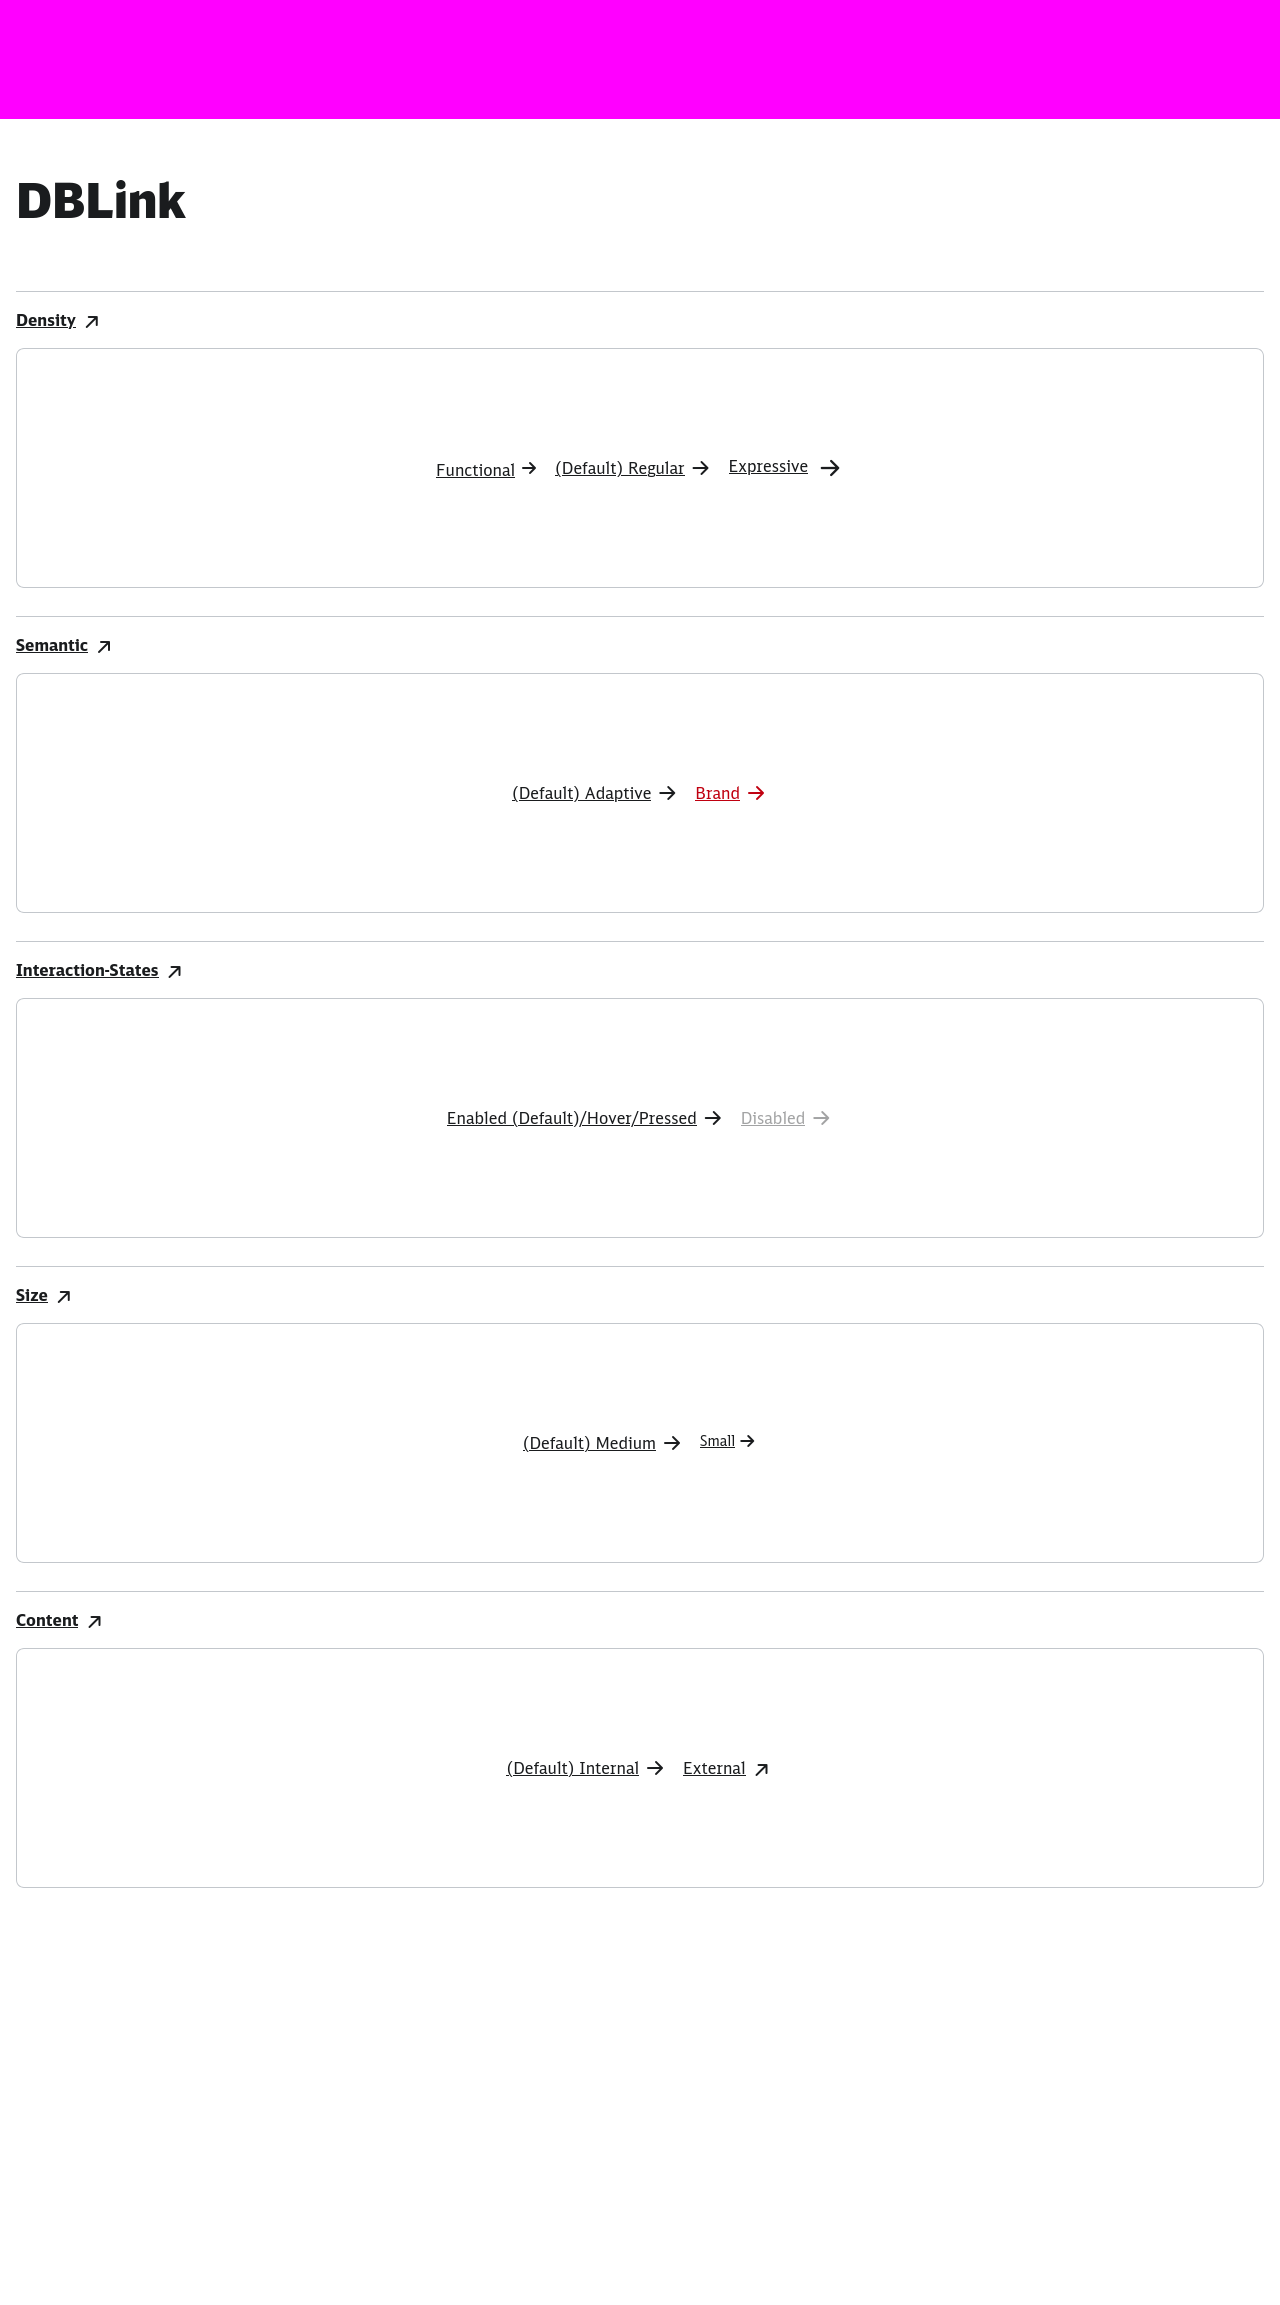 DBLink
Density
Functional (Default) Regular Expressive
Semantic
(Default) Adaptive Brand
Interaction-States
Enabled (Default)/Hover/Pressed Disabled
Size
(Default) Medium Small
Content
(Default) Internal External